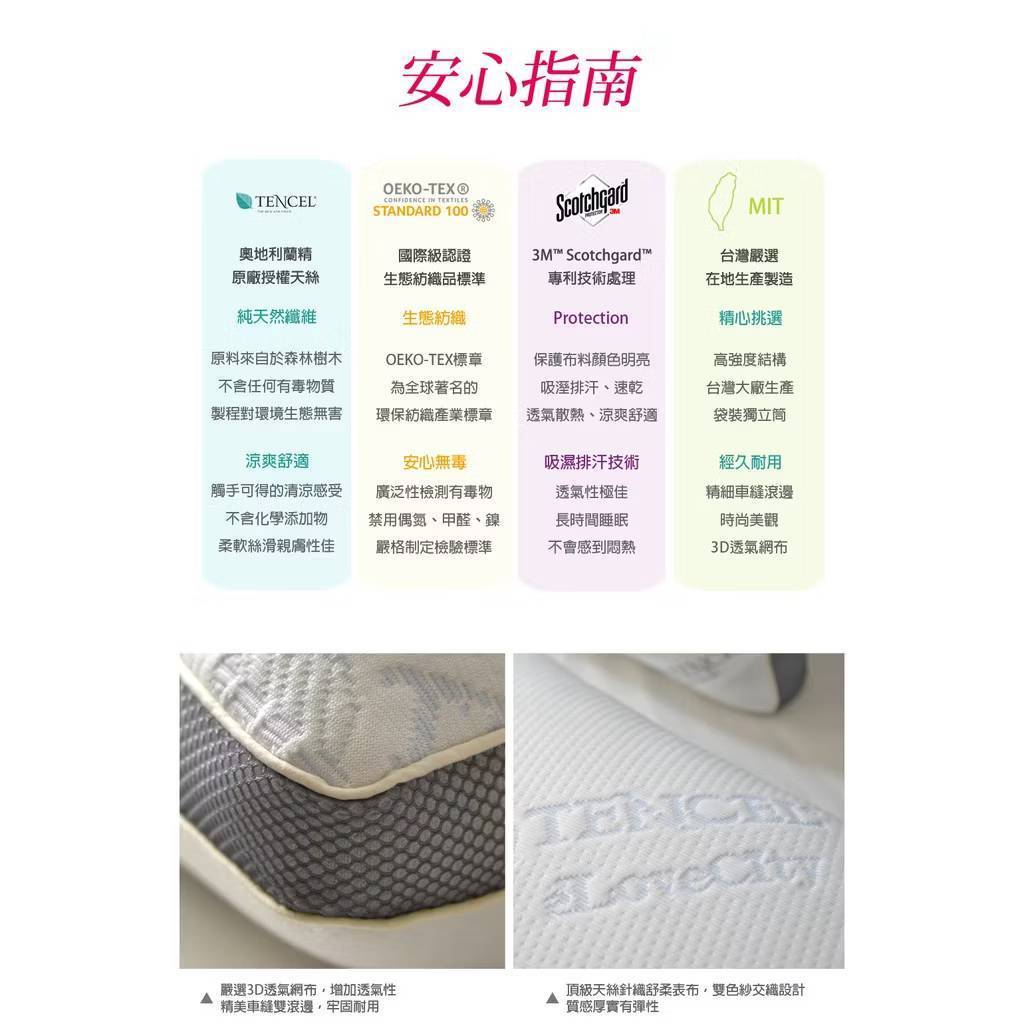 安心指南
TENCEL
奧地利蘭精
原廠授權天絲
純天然纖維
原料來自於森林樹木
不含任何有毒物質
製程對環境生態無害
涼爽舒適
觸手可得的清涼感受
不含化學添加物
柔軟絲滑親膚性佳
OEKO-TEX®
CONFIDENCE IN TEXTILES
STANDARD 100
國際級認證
生態紡織品標準
生態紡織
OEKO-TEX標章
為全球著名的
環保紡織產業標章
安心無毒
廣泛性檢測有毒物
禁用偶氮、甲醛、鎳
嚴格制定檢驗標準
Scotchgard
PROTECTOR 3M
3M™ Scotchgard™
專利技術處理
Protection
保護布料顏色明亮
吸溼排汗、速乾
透氣散熱、涼爽舒適
吸濕排汗技術
透氣性極佳
長時間睡眠
不會感到悶熱
MIT
台灣嚴選
在地生產製造
精心挑選
高強度結構
台灣大廠生產
袋裝獨立筒
經久耐用
精細車縫滾邊
時尚美觀
3D透氣網布
TENCEL
LoveCity
▲ 嚴選3D透氣網布，增加透氣性
精美車縫雙滾邊，牢固耐用
▲ 頂級天絲針織舒柔表布，雙色紗交織設計
質感厚實有彈性